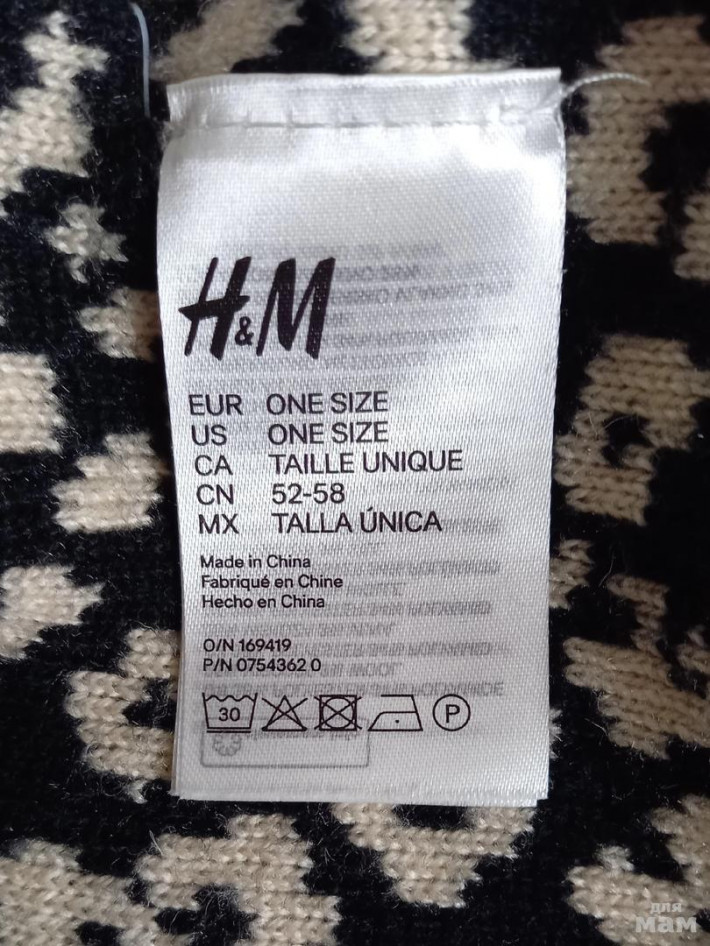 H&M
EUR ONE SIZE
US ONE SIZE
CA TAILLE UNIQUE
CN 52-58
MX TALLA ÚNICA
Made in China
Fabriqué en Chine
Hecho en China
O/N 169419
P/N 0754362 0
30
P
для
мам